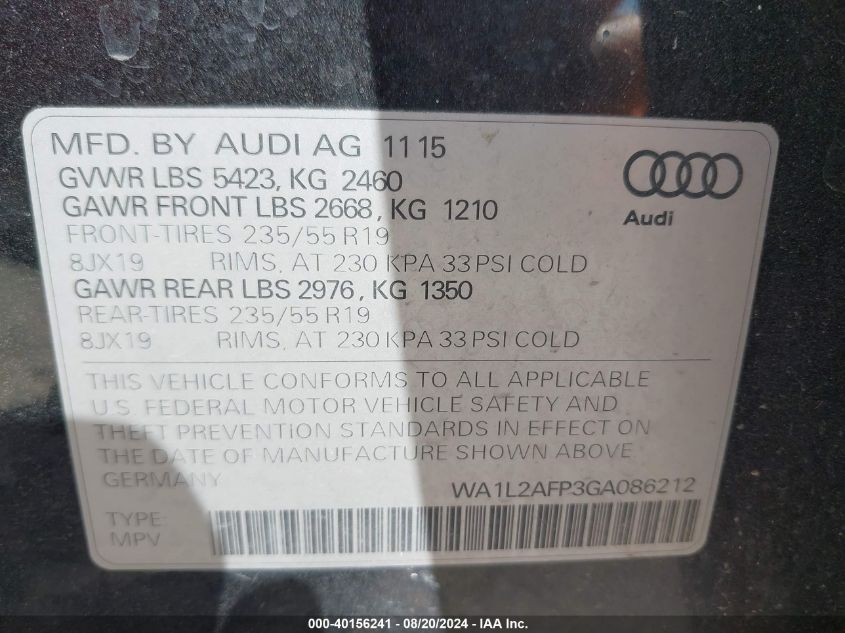 MFD. BY AUDI AG 11 15
GVWR LBS 5423, KG 2460
GAWR FRONT LBS 2668, KG 1210
FRONT-TIRES 235/55 R19
8JX19 RIMS, AT 230 KPA 33 PSI COLD
GAWR REAR LBS 2976, KG 1350
REAR-TIRES 235/55 R19
8JX19 RIMS, AT 230 KPA 33 PSI COLD
Audi
THIS VEHICLE CONFORMS TO ALL APPLICABLE
U.S. FEDERAL MOTOR VEHICLE SAFETY AND
THEFT PREVENTION STANDARDS IN EFFECT ON
THE DATE OF MANUFACTURE SHOWN ABOVE.
GERMANY WA1L2AFP3GA086212
TYPE:
MPV
000-40156241 - 08/20/2024 - IAA Inc.